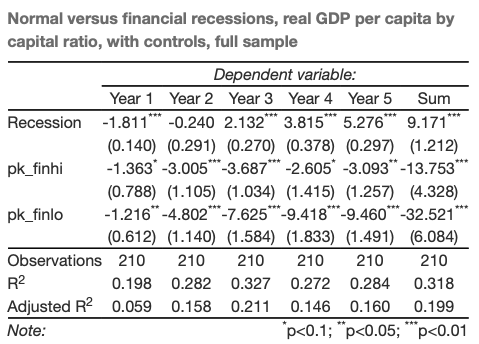 Normal versus financial recessions, real GDP per capita by
capital ratio, with controls, full sample
Dependent variable:
Year 1 Year 2 Year 3 Year 4 Year 5 Sum
Recession -1.811*** -0.240 2.132*** 3.815*** 5.276*** 9.171***
(0.140) (0.291) (0.270) (0.378) (0.297) (1.212)
pk_finhi -1.363* -3.005*** -3.687*** -2.605* -3.093** -13.753***
(0.788) (1.105) (1.034) (1.415) (1.257) (4.328)
pk_finlo -1.216** -4.802*** -7.625*** -9.418*** -9.460*** -32.521***
(0.612) (1.140) (1.584) (1.833) (1.491) (6.084)
Observations 210 210 210 210 210 210
R2 0.198 0.282 0.327 0.272 0.284 0.318
Adjusted R2 0.059 0.158 0.211 0.146 0.160 0.199
Note: *p<0.1; **p<0.05; ***p<0.01